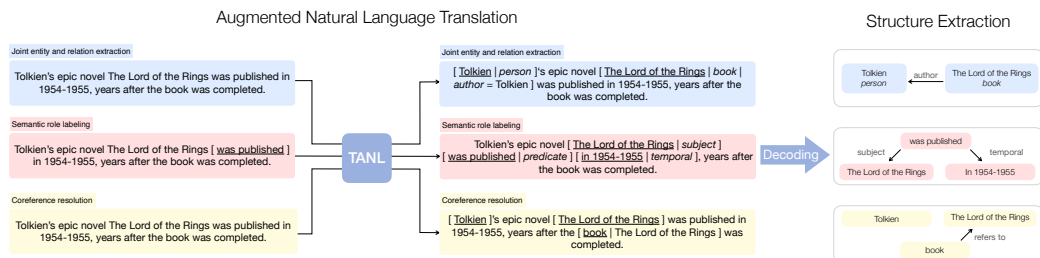 Augmented Natural Language Translation
Structure Extraction
Joint entity and relation extraction
Tolkien's epic novel The Lord of the Rings was published in
1954-1955, years after the book was completed.
Semantic role labeling
Tolkien's epic novel The Lord of the Rings [ was published ]
in 1954-1955, years after the book was completed.
Coreference resolution
Tolkien's epic novel The Lord of the Rings was published in
1954-1955, years after the book was completed.
TANL
Joint entity and relation extraction
[ Tolkien | person ]'s epic novel [ The Lord of the Rings | book |
author = Tolkien ] was published in 1954-1955, years after the
book was completed.
Semantic role labeling
Tolkien's epic novel [ The Lord of the Rings | subject ]
[ was published | predicate ] [ in 1954-1955 | temporal ], years after
the book was completed.
Coreference resolution
[ Tolkien ]'s epic novel [ The Lord of the Rings ] was published in
1954-1955, years after the [ book | The Lord of the Rings ] was
completed.
Decoding
Tolkien
person
author
The Lord of the Rings
book
was published
subject
temporal
The Lord of the Rings
In 1954-1955
Tolkien
The Lord of the Rings
refers to
book